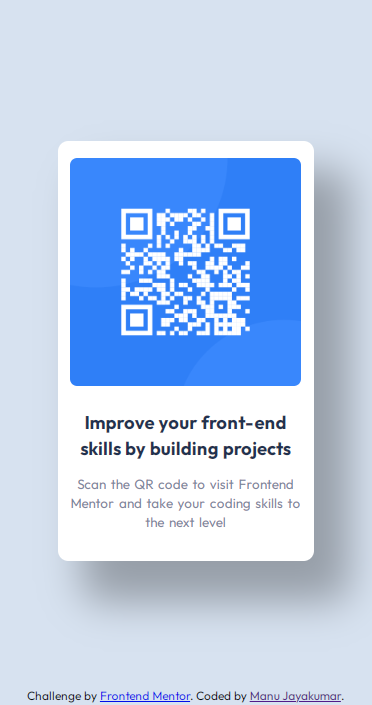 Improve your front-end
skills by building projects
Scan the QR code to visit Frontend
Mentor and take your coding skills to
the next level
Challenge by Frontend Mentor. Coded by Manu Jayakumar.